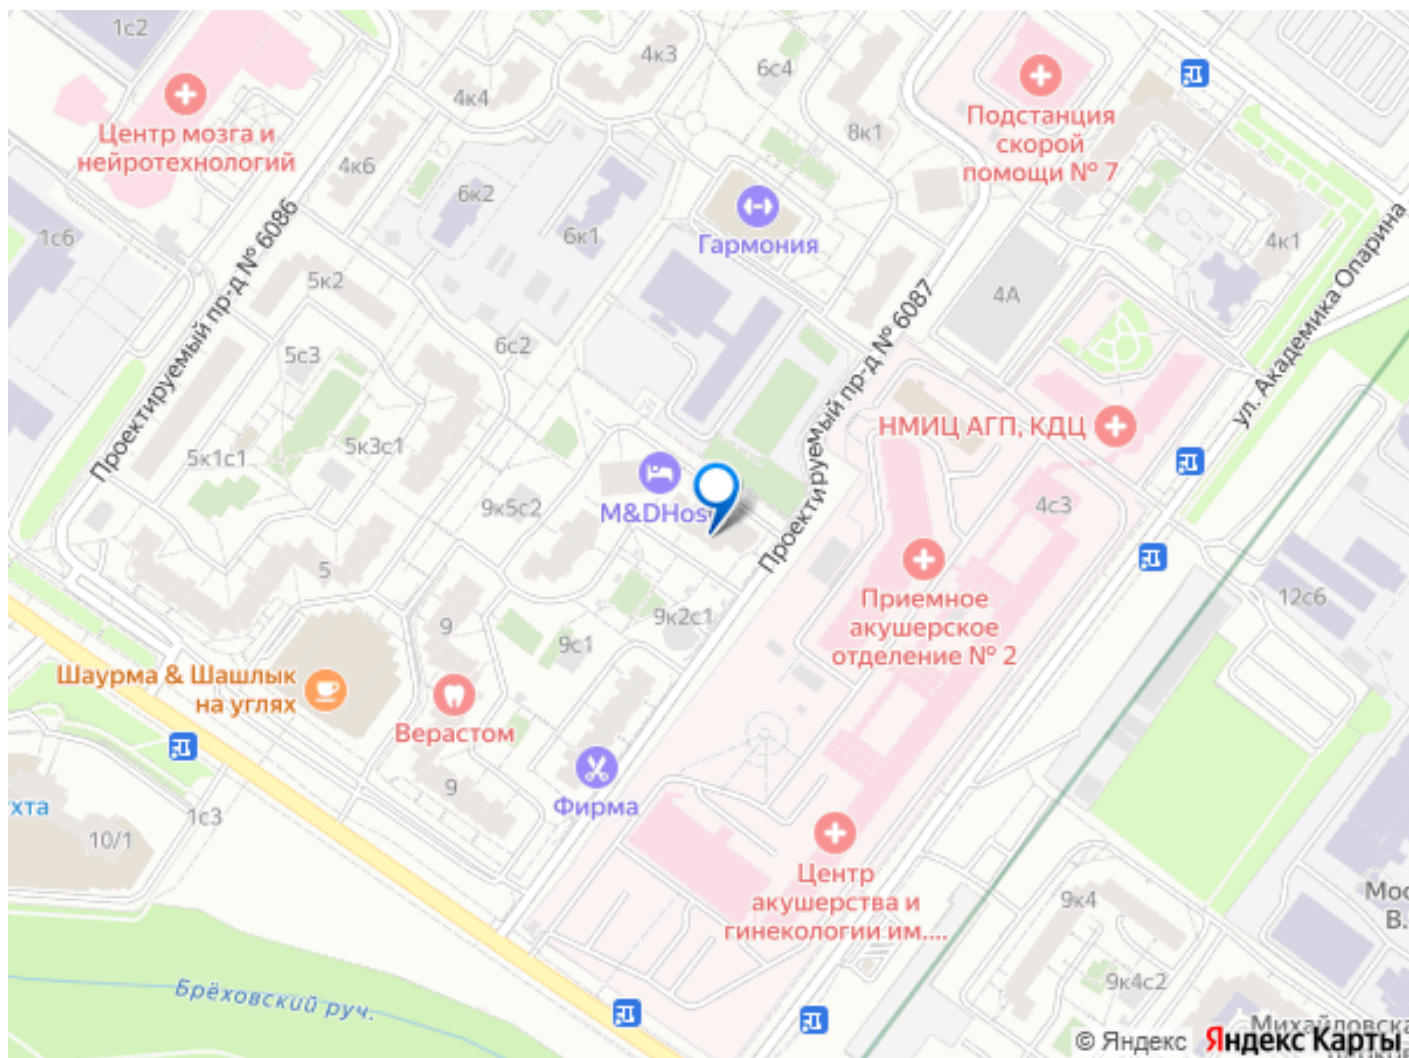 1с2
4к3
6с4
4к4
Центр мозга и
нейротехнологий
Подстанция
скорой
помощи № 7
8к1
4к6
6к2
6к1
Гармония
1с6
Проектируемый пр-д № 6086
4к1
ул. Академика Опарина
5к2
4А
Проектируемый пр-д № 6087
6с2
5с3
НМИЦ АГП, КДЦ
5к3с1
5к1с1
9к5с2
M&DHos
4с3
5
Приемное
акушерское
отделение № 2
12с6
9
9с1
9к2с1
Шаурма & Шашлык
на углях
Верастом
9
Фирма
хта
1с3
10/1
Центр
акушерства и
гинекологии им....
9к4
Мос
В.
9к4с2
Брёховский руч.
Михайловска
© Яндекс Яндекс Карты